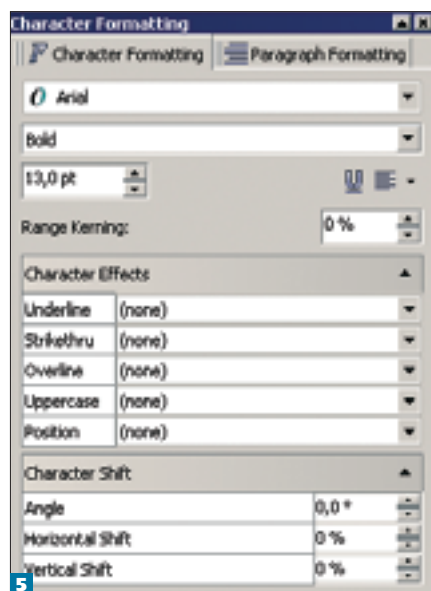 Character Formatting
Character Formatting Paragraph Formatting
O Arial
Bold
13,0 pt
Range Kerning: 0 %
Character Effects
Underline (none)
Strikethru (none)
Overline (none)
Uppercase (none)
Position (none)
Character Shift
Angle 0,0 °
Horizontal Shift 0 %
Vertical Shift 0 %
5